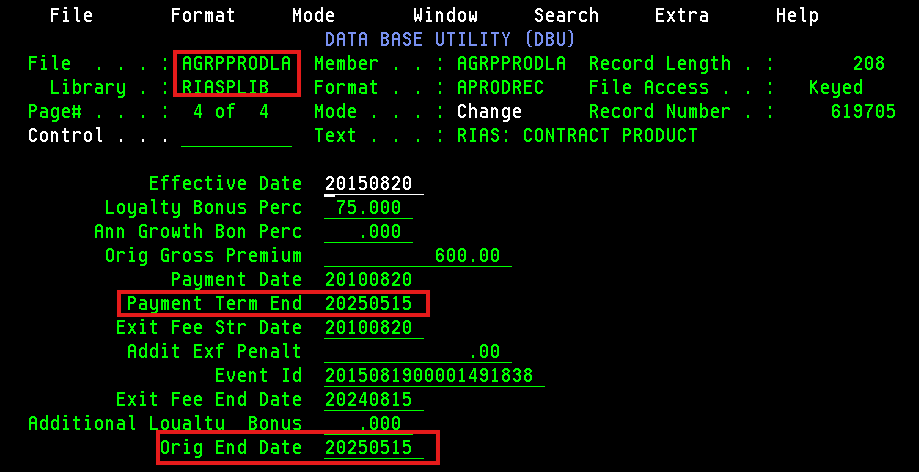 File Format Mode Window Search Extra Help
DATA BASE UTILITY (DBU)
File . . . : AGRPPRODLA Member . . : AGRPPRODLA Record Length . : 208
Library . : RIASPLIB Format . . : APRODREC File Access . . : Keyed
Page# . . . : 4 of 4 Mode . . . : Change Record Number . . : 619705
Control . . . Text . . . : RIAS: CONTRACT PRODUCT
Effective Date 20150820
Loyalty Bonus Perc 75.000
Ann Growth Bon Perc .000
Orig Gross Premium 600.00
Payment Date 20100820
Payment Term End 20250515
Exit Fee Str Date 20100820
Addit Exf Penalt .00
Event Id 2015081900001491838
Exit Fee End Date 20240815
Additional Loyalty Bonus .000
Orig End Date 20250515